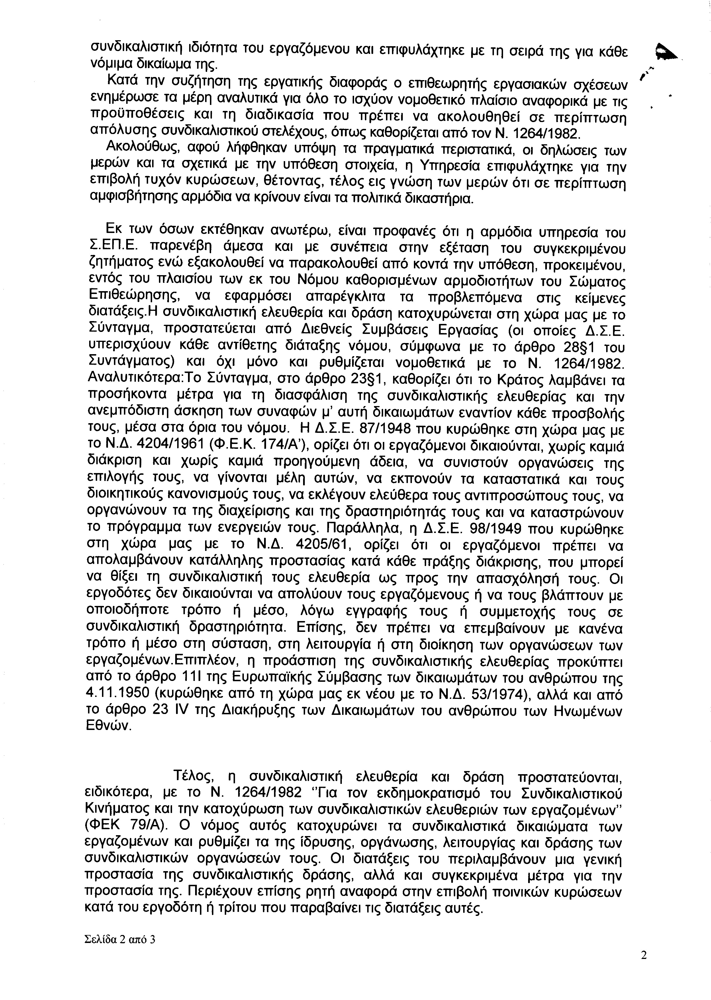 συνδικαλιστική ιδιότητα του εργαζόμενου και επιφυλάχτηκε με τη σειρά της για κάθε
νόμιμα δικαίωμα της.
Κατά την συζήτηση της εργατικής διαφοράς ο επιθεωρητής εργασιακών σχέσεων
ενημέρωσε τα μέρη αναλυτικά για όλο το ισχύον νομοθετικό πλαίσιο αναφορικά με τις
προϋποθέσεις και τη διαδικασία που πρέπει να ακολουθηθεί σε περίπτωση
απόλυσης συνδικαλιστικού στελέχους, όπως καθορίζεται από τον Ν. 1264/1982.
Ακολούθως, αφού λήφθηκαν υπόψη τα πραγματικά περιστατικά, οι δηλώσεις των
μερών και τα σχετικά με την υπόθεση στοιχεία, η Υπηρεσία επιφυλάχτηκε για την
επιβολή τυχόν κυρώσεων, θέτοντας, τέλος εις γνώση των μερών ότι σε περίπτωση
αμφισβήτησης αρμόδια να κρίνουν είναι τα πολιτικά δικαστήρια.
Εκ των όσων εκτέθηκαν ανωτέρω, είναι προφανές ότι η αρμόδια υπηρεσία του
Σ.ΕΠ.Ε. παρενέβη άμεσα και με συνέπεια στην εξέταση του συγκεκριμένου
ζητήματος ενώ εξακολουθεί να παρακολουθεί από κοντά την υπόθεση, προκειμένου,
εντός του πλαισίου των εκ του Νόμου καθορισμένων αρμοδιοτήτων του Σώματος
Επιθεώρησης, να εφαρμόσει απαρέγκλιτα τα προβλεπόμενα στις κείμενες
διατάξεις.Η συνδικαλιστική ελευθερία και δράση κατοχυρώνεται στη χώρα μας με το
Σύνταγμα, προστατεύεται από Διεθνείς Συμβάσεις Εργασίας (οι οποίες Δ.Σ.Ε.
υπερισχύουν κάθε αντίθετης διάταξης νόμου, σύμφωνα με το άρθρο 28§1 του
Συντάγματος) και όχι μόνο και ρυθμίζεται νομοθετικά με το Ν. 1264/1982.
Αναλυτικότερα:Το Σύνταγμα, στο άρθρο 23§1, καθορίζει ότι το Κράτος λαμβάνει τα
προσήκοντα μέτρα για τη διασφάλιση της συνδικαλιστικής ελευθερίας και την
ανεμπόδιστη άσκηση των συναφών μ' αυτή δικαιωμάτων εναντίον κάθε προσβολής
τους, μέσα στα όρια του νόμου. Η Δ.Σ.Ε. 87/1948 που κυρώθηκε στη χώρα μας με
το Ν.Δ. 4204/1961 (Φ.Ε.Κ. 174/Α'), ορίζει ότι οι εργαζόμενοι δικαιούνται, χωρίς καμιά
διάκριση και χωρίς καμιά προηγούμενη άδεια, να συνιστούν οργανώσεις της
επιλογής τους, να γίνονται μέλη αυτών, να εκπονούν τα καταστατικά και τους
διοικητικούς κανονισμούς τους, να εκλέγουν ελεύθερα τους αντιπροσώπους τους, να
οργανώνουν τα της διαχείρισης και της δραστηριότητάς τους και να καταστρώνουν
το πρόγραμμα των ενεργειών τους. Παράλληλα, η Δ.Σ.Ε. 98/1949 που κυρώθηκε
στη χώρα μας με το Ν.Δ. 4205/61, ορίζει ότι οι εργαζόμενοι πρέπει να
απολαμβάνουν κατάλληλης προστασίας κατά κάθε πράξης διάκρισης, που μπορεί
να θίξει τη συνδικαλιστική τους ελευθερία ως προς την απασχόλησή τους. Οι
εργοδότες δεν δικαιούνται να απολύουν τους εργαζόμενους ή να τους βλάπτουν με
οποιοδήποτε τρόπο ή μέσο, λόγω εγγραφής τους ή συμμετοχής τους σε
συνδικαλιστική δραστηριότητα. Επίσης, δεν πρέπει να επεμβαίνουν με κανένα
τρόπο ή μέσο στη σύσταση, στη λειτουργία ή στη διοίκηση των οργανώσεων των
εργαζομένων.Επιπλέον, η προάσπιση της συνδικαλιστικής ελευθερίας προκύπτει
από το άρθρο 11Ι της Ευρωπαϊκής Σύμβασης των δικαιωμάτων του ανθρώπου της
4.11.1950 (κυρώθηκε από τη χώρα μας εκ νέου με το Ν.Δ. 53/1974), αλλά και από
το άρθρο 23 IV της Διακήρυξης των Δικαιωμάτων του ανθρώπου των Ηνωμένων
Εθνών.
Τέλος, η συνδικαλιστική ελευθερία και δράση προστατεύονται,
ειδικότερα, με το Ν. 1264/1982 "Για τον εκδημοκρατισμό του Συνδικαλιστικού
Κινήματος και την κατοχύρωση των συνδικαλιστικών ελευθεριών των εργαζομένων"
(ΦΕΚ 79/Α). Ο νόμος αυτός κατοχυρώνει τα συνδικαλιστικά δικαιώματα των
εργαζομένων και ρυθμίζει τα της ίδρυσης, οργάνωσης, λειτουργίας και δράσης των
συνδικαλιστικών οργανώσεών τους. Οι διατάξεις του περιλαμβάνουν μια γενική
προστασία της συνδικαλιστικής δράσης, αλλά και συγκεκριμένα μέτρα για την
προστασία της. Περιέχουν επίσης ρητή αναφορά στην επιβολή ποινικών κυρώσεων
κατά του εργοδότη ή τρίτου που παραβαίνει τις διατάξεις αυτές.
Σελίδα 2 από 3
2